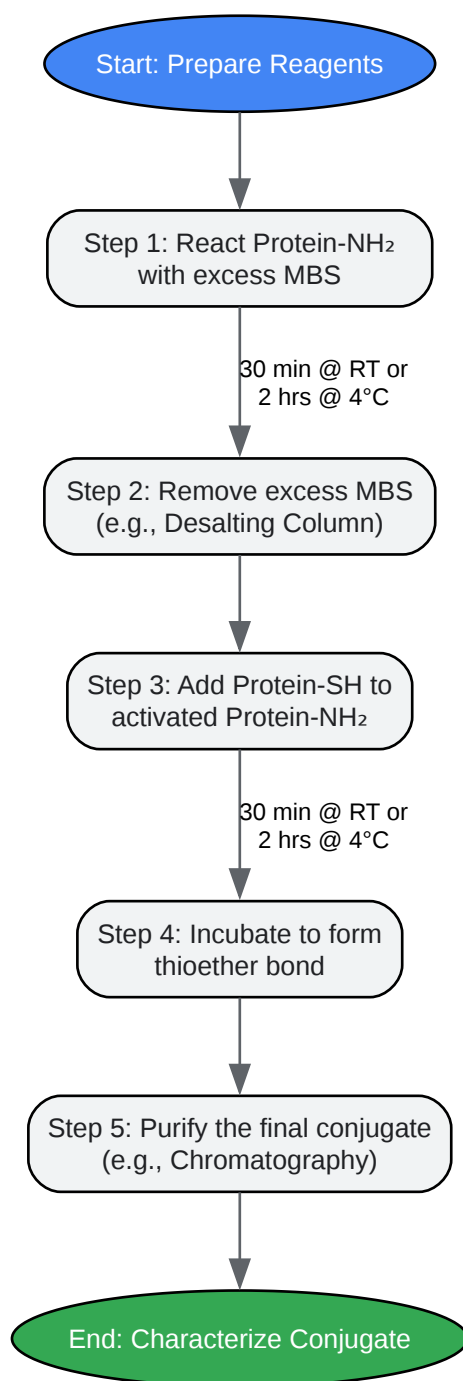 Start: Prepare Reagents
Step 1: React Protein-NH₂
with excess MBS
30 min @ RT or
2 hrs @ 4°C
Step 2: Remove excess MBS
(e.g., Desalting Column)
Step 3: Add Protein-SH to
activated Protein-NH₂
30 min @ RT or
2 hrs @ 4°C
Step 4: Incubate to form
thioether bond
Step 5: Purify the final conjugate
(e.g., Chromatography)
End: Characterize Conjugate